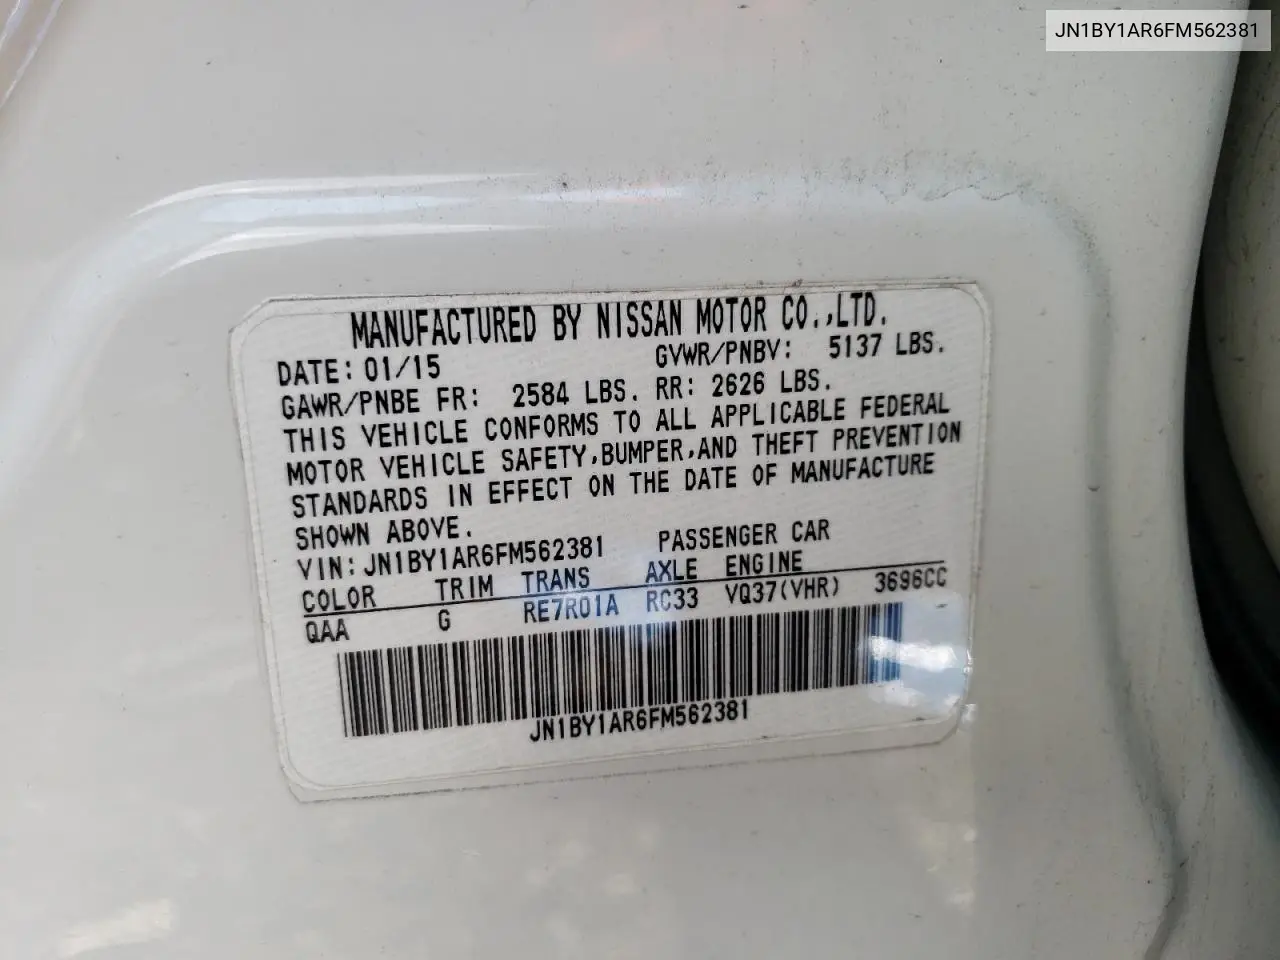 JN1BY1AR6FM562381
MANUFACTURED BY NISSAN MOTOR CO.,LTD.
DATE: 01/15 GVWR/PNBV: 5137 LBS.
GAWR/PNBE FR: 2584 LBS. RR: 2626 LBS.
THIS VEHICLE CONFORMS TO ALL APPLICABLE FEDERAL
MOTOR VEHICLE SAFETY,BUMPER,AND THEFT PREVENTION
STANDARDS IN EFFECT ON THE DATE OF MANUFACTURE
SHOWN ABOVE.
VIN: JN1BY1AR6FM562381 PASSENGER CAR
COLOR TRIM TRANS AXLE ENGINE
QAA G RE7R01A RC33 VQ37(VHR) 3696CC
JN1BY1AR6FM562381